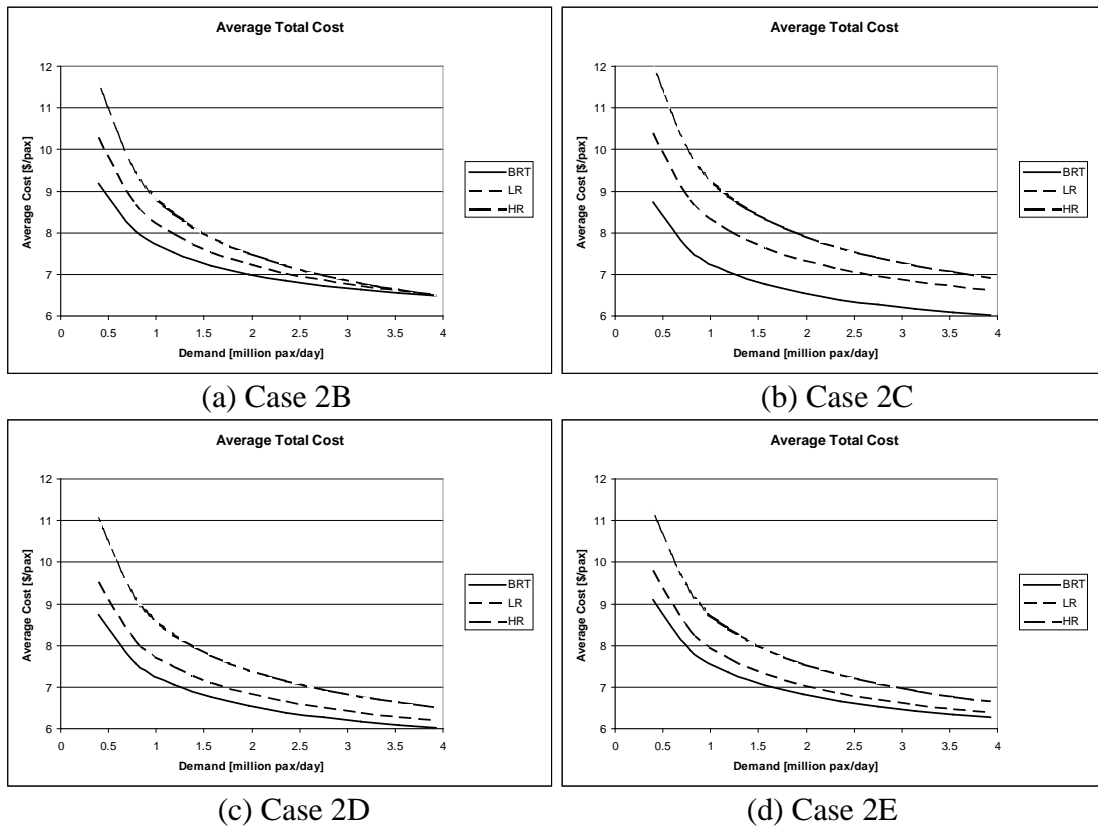 Average Total Cost
12
11
10
9
8
7
6
Average Cost [$/pax]
0 0.5 1 1.5 2 2.5 3 3.5 4
Demand [million pax/day]
BRT
LR
HR
(a) Case 2B
Average Total Cost
12
11
10
9
8
7
6
Average Cost [$/pax]
0 0.5 1 1.5 2 2.5 3 3.5 4
Demand [million pax/day]
BRT
LR
HR
(b) Case 2C
Average Total Cost
12
11
10
9
8
7
6
Average Cost [$/pax]
0 0.5 1 1.5 2 2.5 3 3.5 4
Demand [million pax/day]
BRT
LR
HR
(c) Case 2D
Average Total Cost
12
11
10
9
8
7
6
Average Cost [$/pax]
0 0.5 1 1.5 2 2.5 3 3.5 4
Demand [million pax/day]
BRT
LR
HR
(d) Case 2E